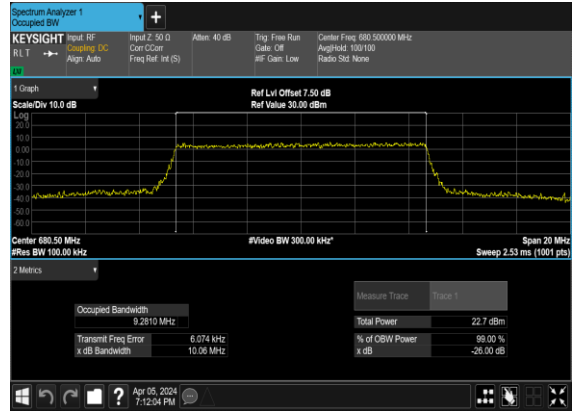 Spectrum Analyzer 1
Occupied BW
+
KEYSIGHT Input: RF Input Z: 50 Ω Atten: 40 dB Trig: Free Run Center Freq: 680.500000 MHz
RLT Coupling: DC Corr CCorr Gate: Off Avg|Hold: 100/100
Align: Auto Freq Ref: Int (S) #IF Gain: Low Radio Std: None
1 Graph
Ref Lvl Offset 7.50 dB
Scale/Div 10.0 dB Ref Value 30.00 dBm
Log
20.0
10.0
0.00
-10.0
-20.0
-30.0
-40.0
-50.0
-60.0
Center 680.50 MHz #Video BW 300.00 kHz* Span 20 MHz
#Res BW 100.00 kHz Sweep 2.53 ms (1001 pts)
2 Metrics
Measure Trace Trace 1
Occupied Bandwidth
9.2810 MHz Total Power 22.7 dBm
Transmit Freq Error 6.074 kHz % of OBW Power 99.00 %
x dB Bandwidth 10.06 MHz x dB -26.00 dB
? Apr 05, 2024
7:12:04 PM